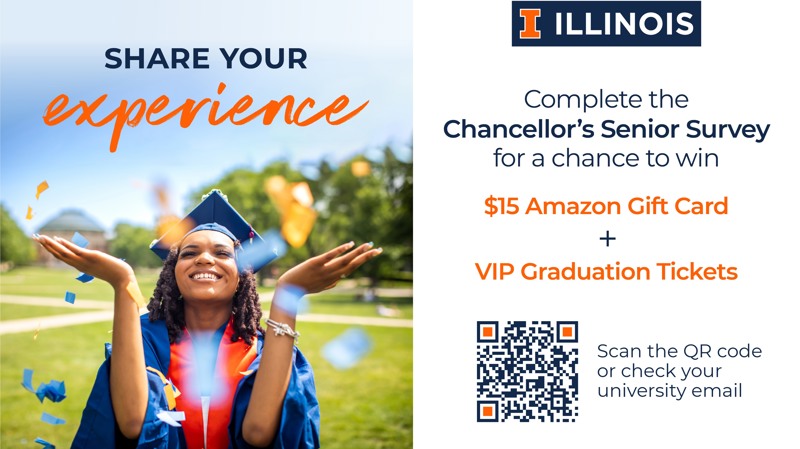 SHARE YOUR
experience
I ILLINOIS
Complete the
Chancellor's Senior Survey
for a chance to win
$15 Amazon Gift Card
+
VIP Graduation Tickets
Scan the QR code
or check your
university email